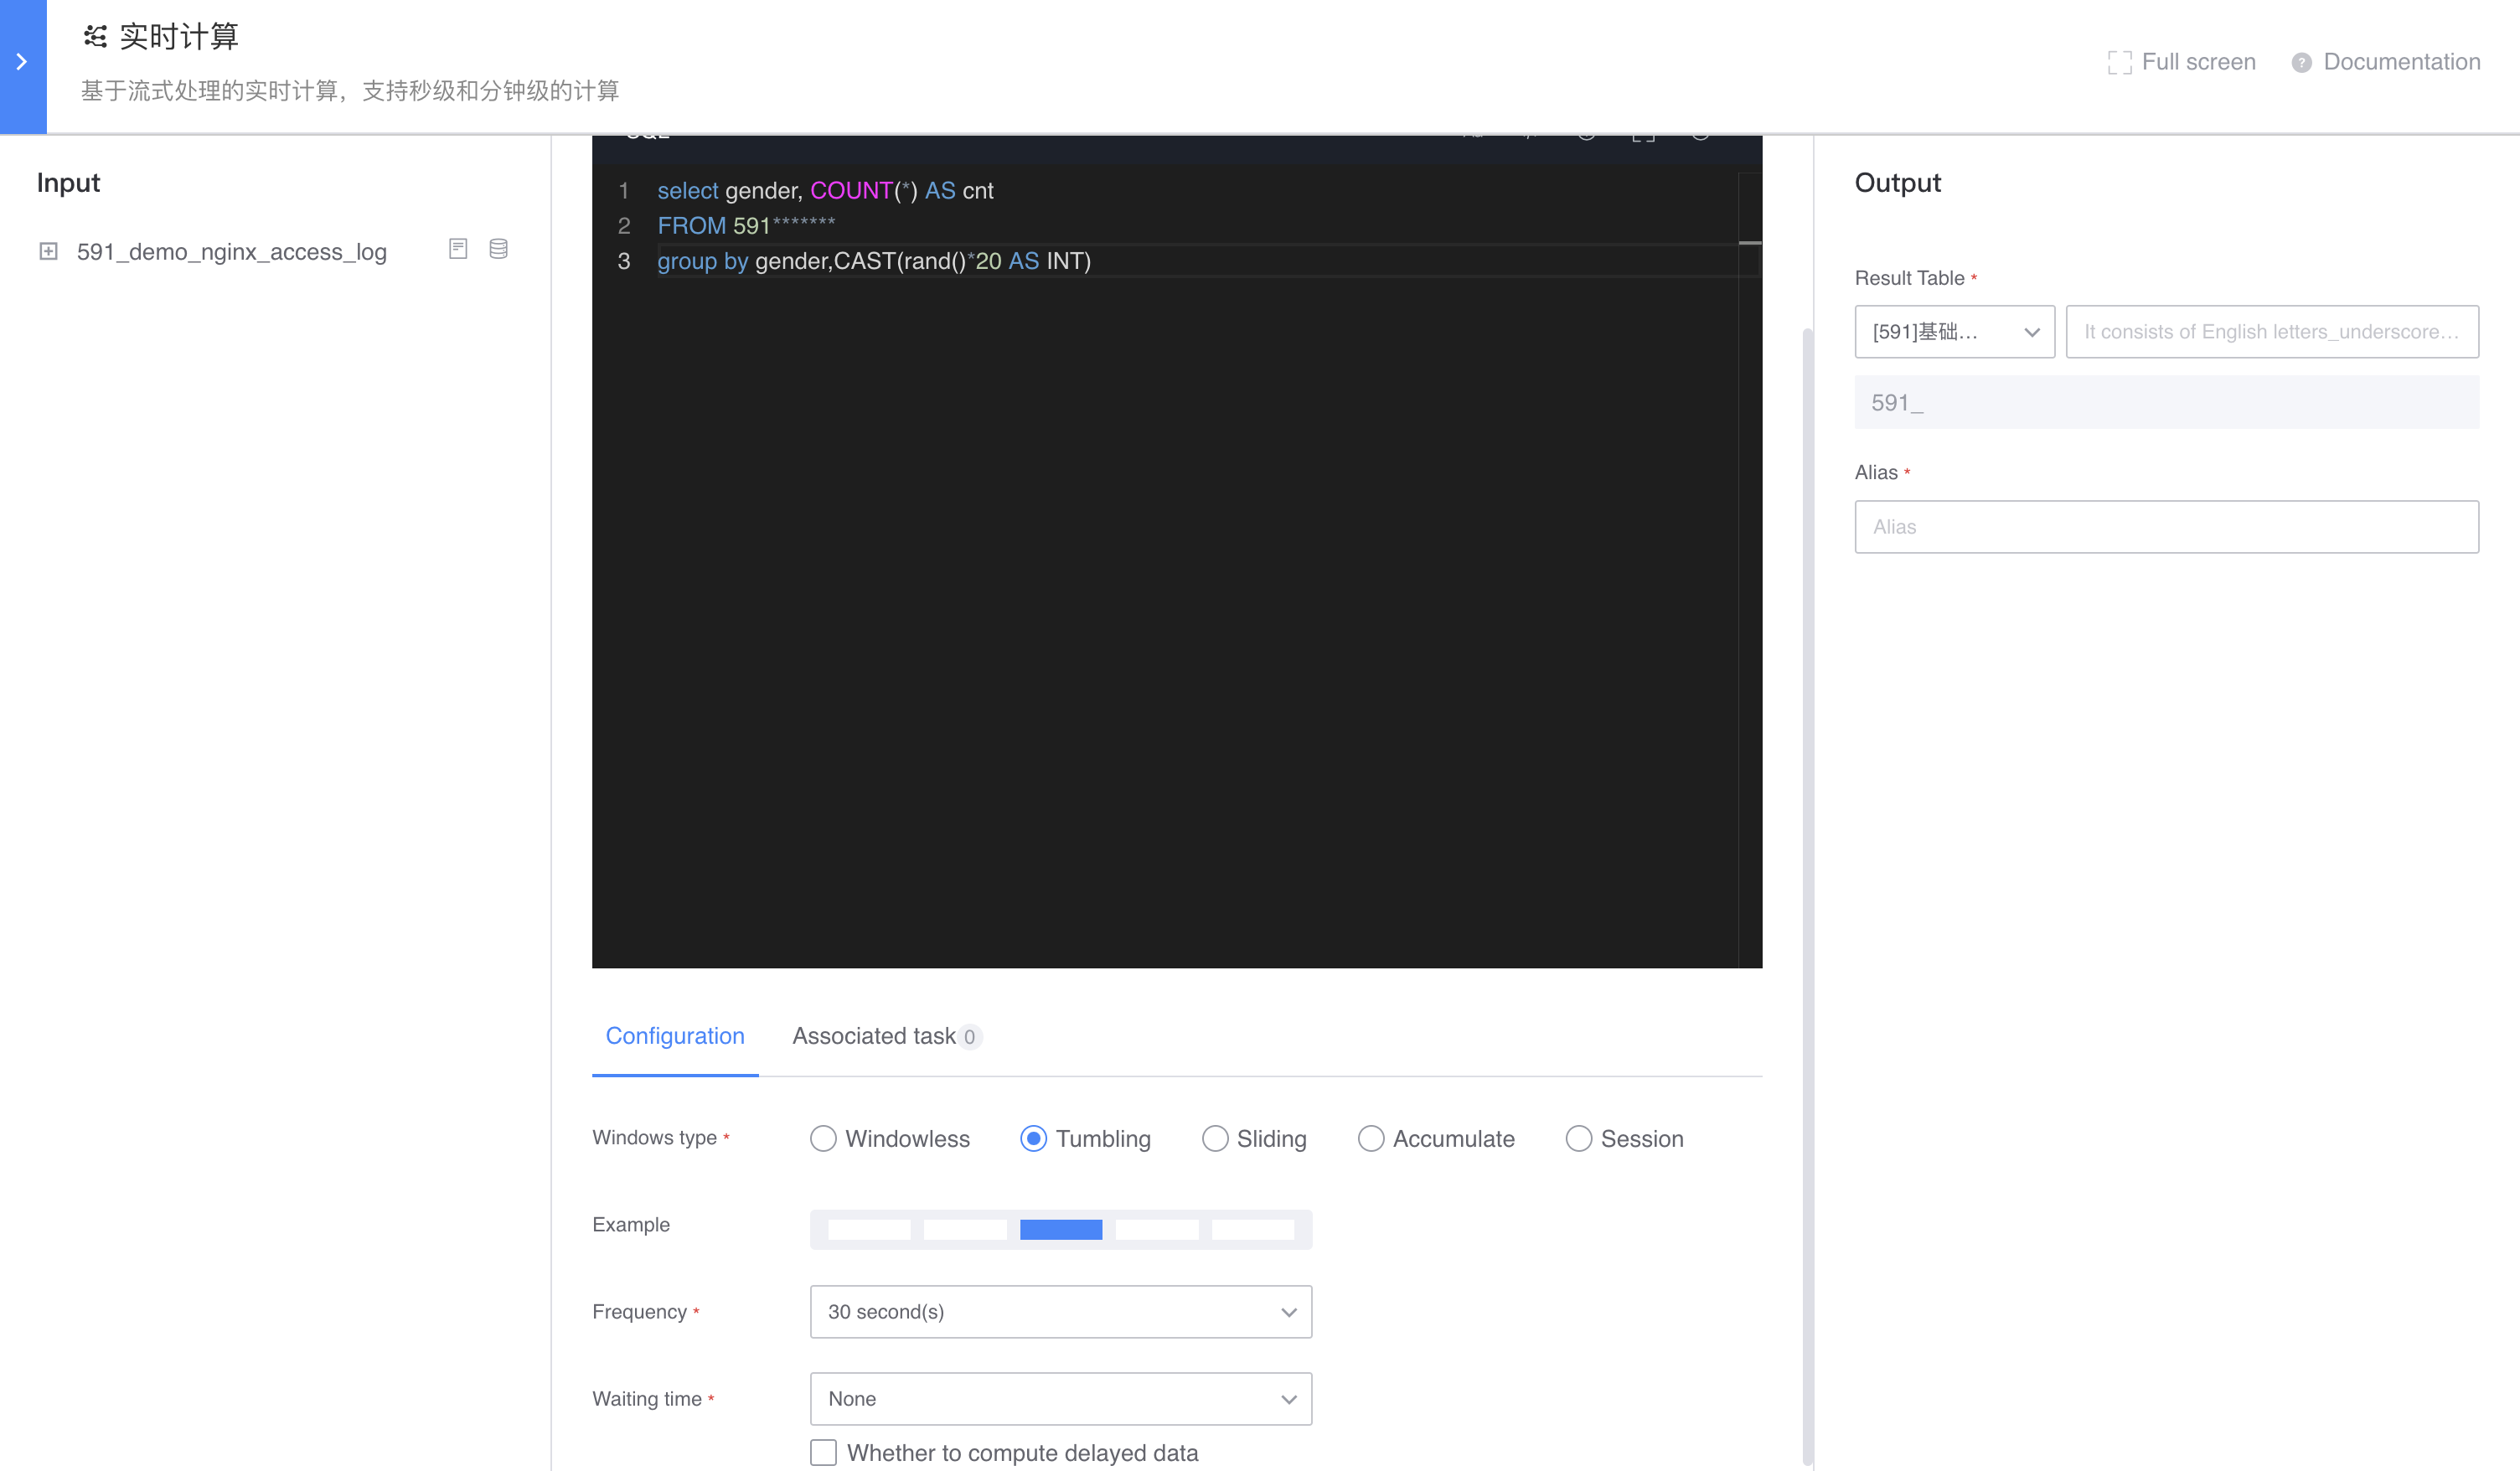 实时计算
基于流式处理的实时计算，支持秒级和分钟级的计算
Full screen
Documentation
Input
591_demo_nginx_access_log
SQL
1 select gender, COUNT(*) AS cnt
2 FROM 591*******
3 group by gender,CAST(rand()*20 AS INT)
Configuration
Associated task 0
Windows type *
Windowless
Tumbling
Sliding
Accumulate
Session
Example
Frequency *
30 second(s)
Waiting time *
None
Whether to compute delayed data
Output
Result Table *
[591]基础...
It consists of English letters_underscore...
591_
Alias *
Alias